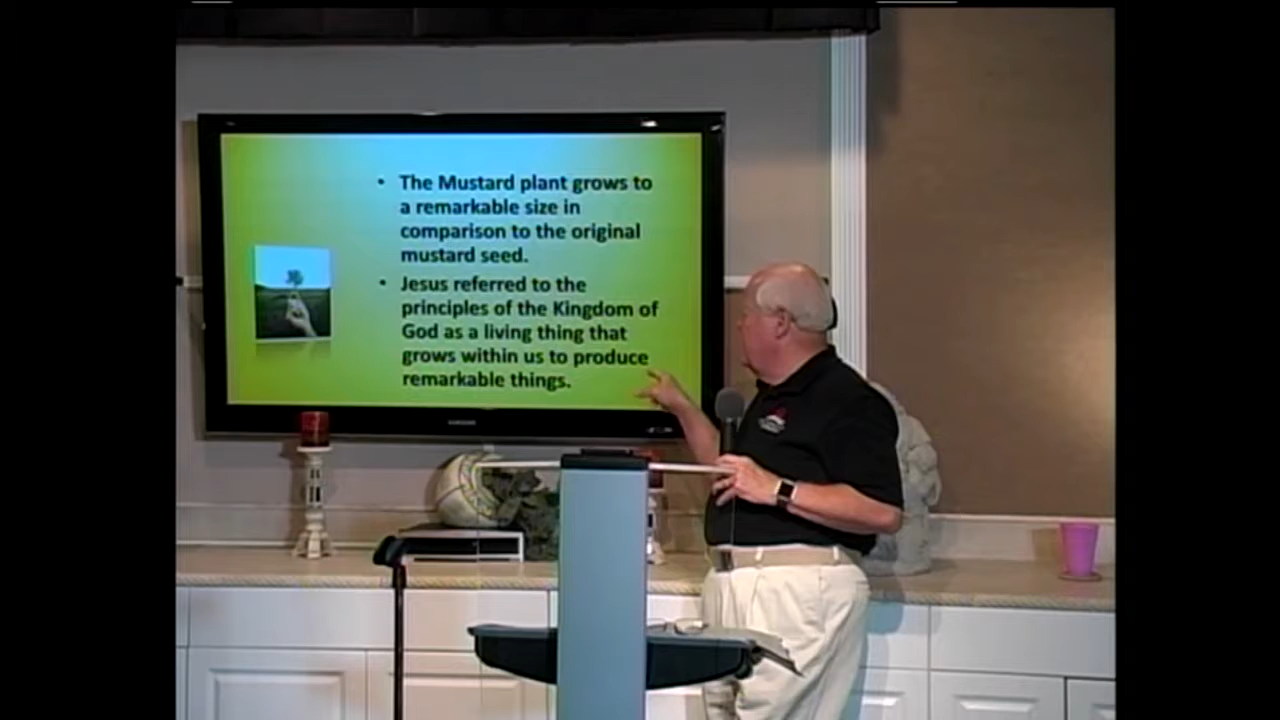 • The Mustard plant grows to
a remarkable size in
comparison to the original
mustard seed.
• Jesus referred to the
principles of the Kingdom of
God as a living thing that
grows within us to produce
remarkable things.
SAMSUNG